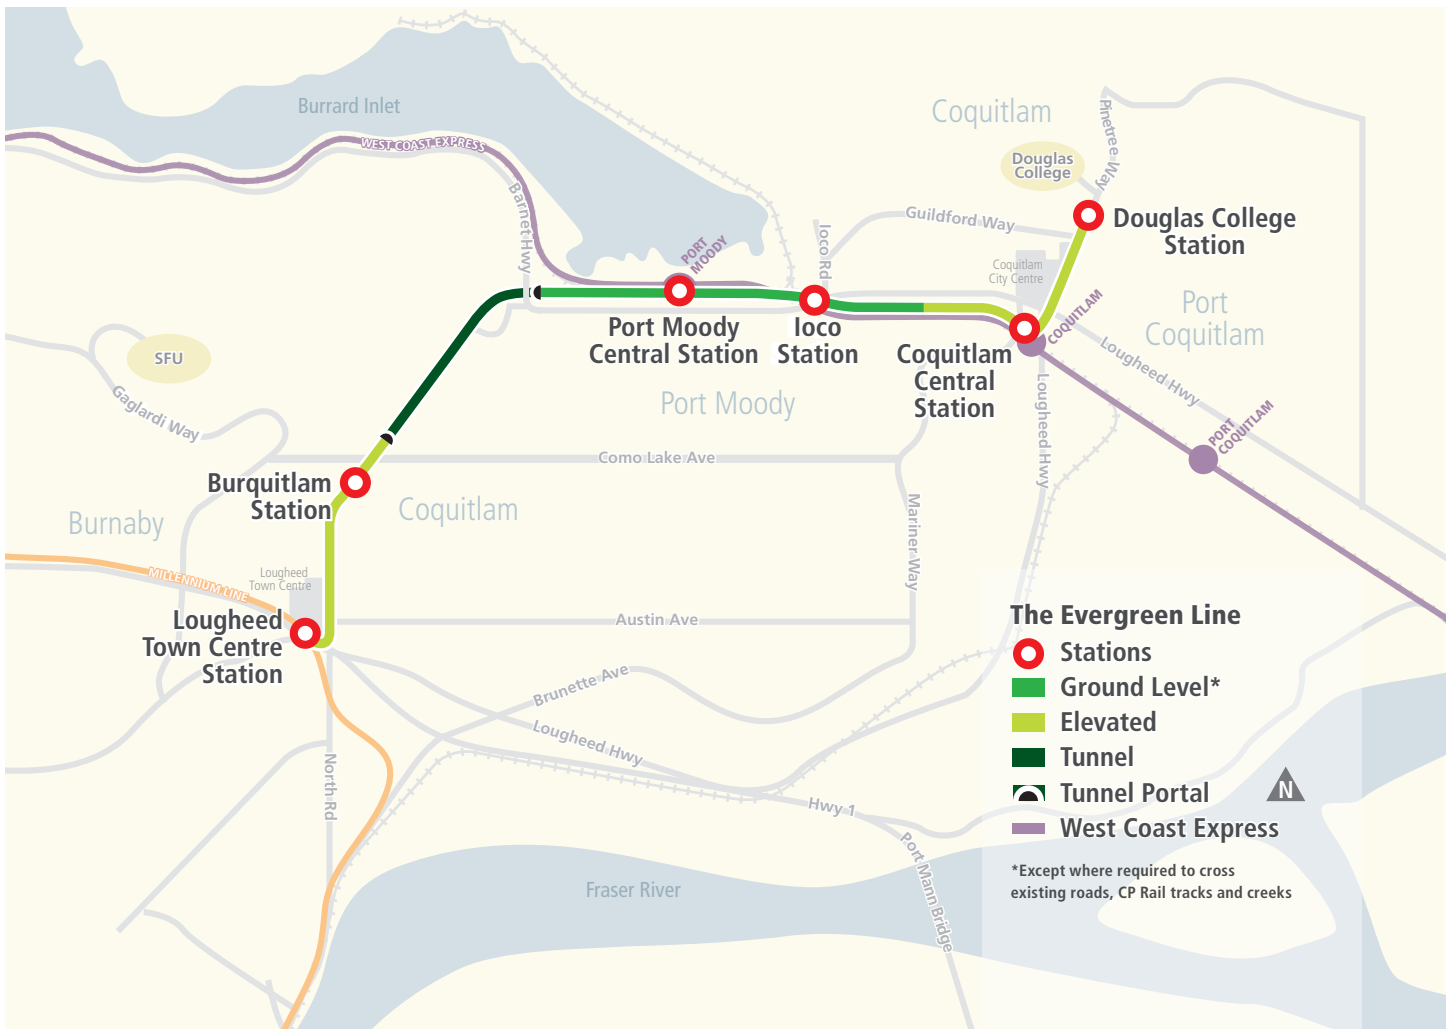 Burrard Inlet
WEST COAST EXPRESS
Barnet Hwy
PORT
MOODY
Ioco Rd
Guildford Way
Coquitlam
Douglas
College
Pinetree Way
Douglas College
Station
Coquitlam
City Centre
COQUITLAM
Port
Coquitlam
Lougheed Hwy
Port Moody
Central Station
Ioco
Station
Coquitlam
Central
Station
Port Moody
Lougheed Hwy
PORT
COQUITLAM
SFU
Gaglardi Way
Como Lake Ave
Mariner Way
Burquitlam
Station
Coquitlam
Burnaby
MILLENNIUM LINE
Lougheed
Town Centre
Lougheed
Town Centre
Station
Austin Ave
Brunette Ave
Lougheed Hwy
North Rd
Hwy 1
Port Mann Bridge
Fraser River
The Evergreen Line
Stations
Ground Level*
Elevated
Tunnel
Tunnel Portal
N
West Coast Express
*Except where required to cross
existing roads, CP Rail tracks and creeks